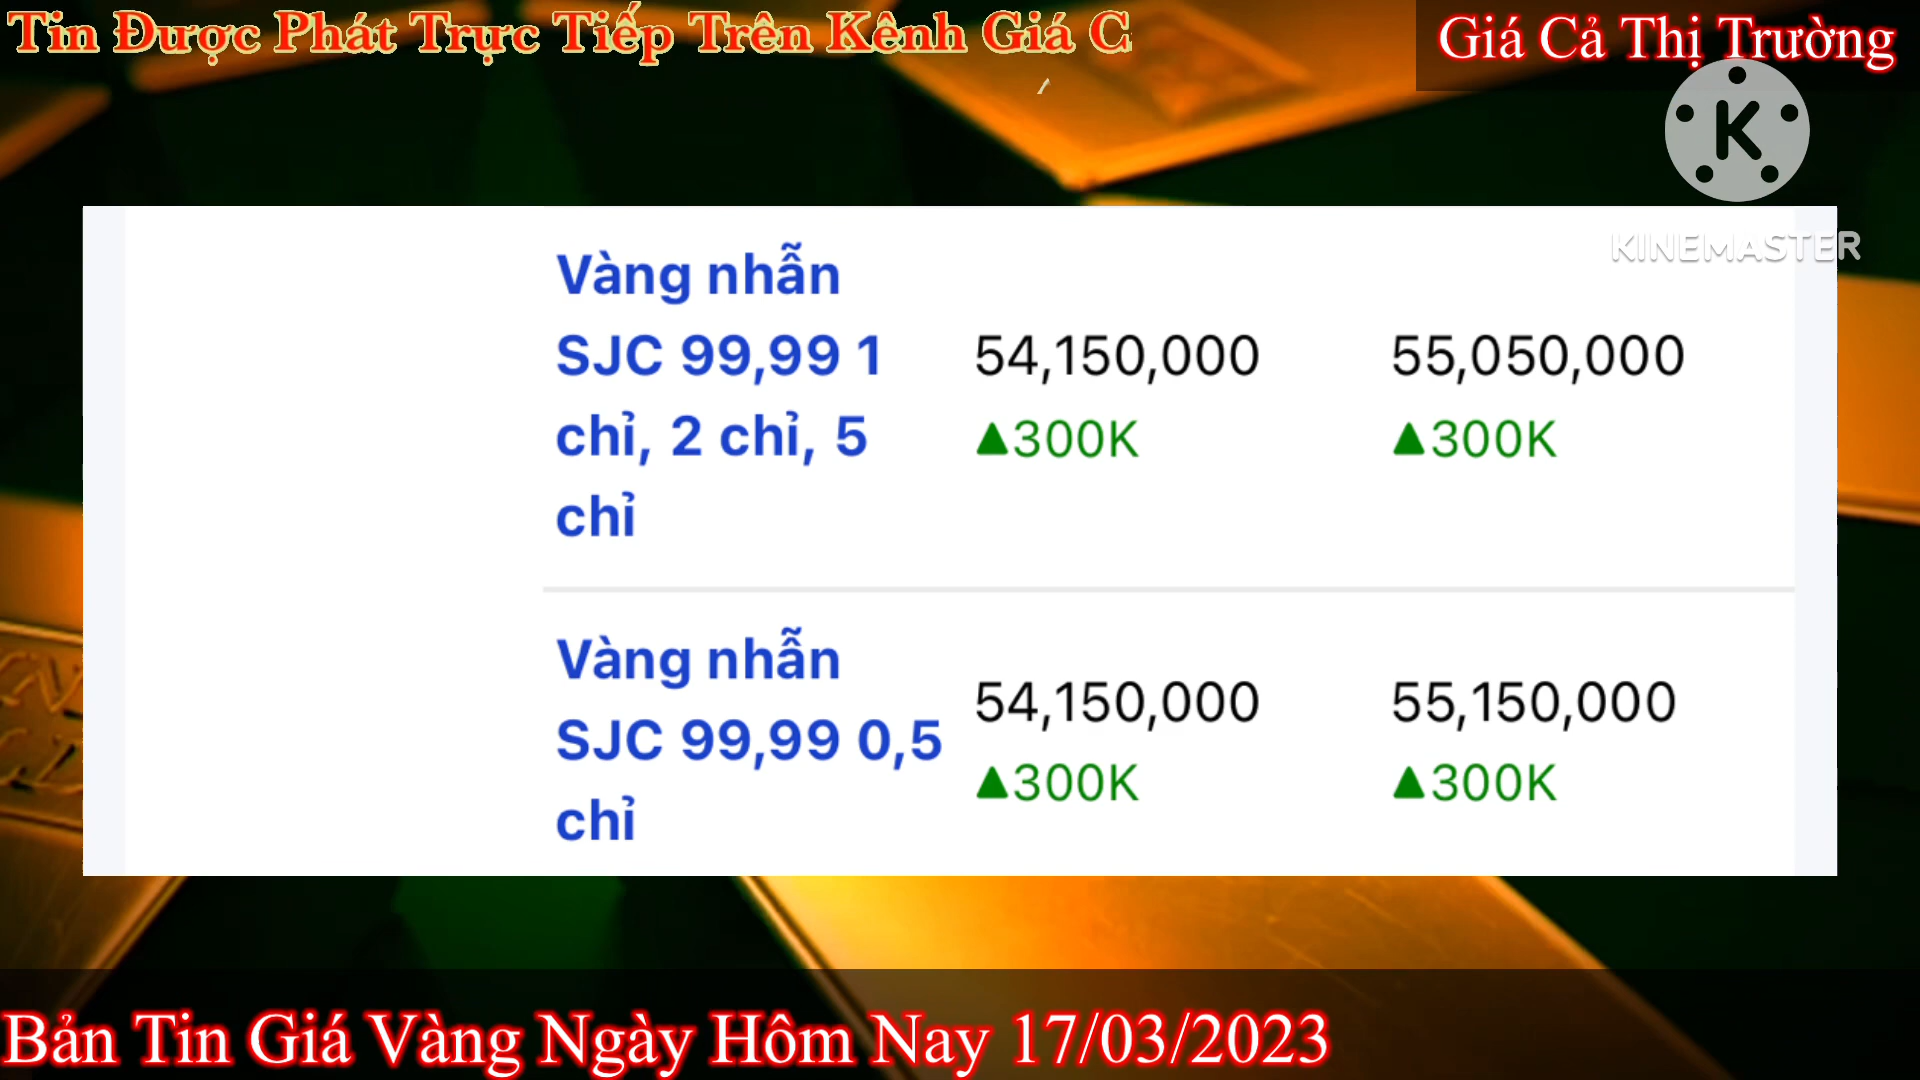 Tin Được Phát Trực Tiếp Trên Kênh Giá C
Giá Cả Thị Trường
K
KINEMASTER
Vàng nhẫn
SJC 99,99 1
chỉ, 2 chỉ, 5
chỉ
54,150,000
▲300K
55,050,000
▲300K
Vàng nhẫn
SJC 99,99 0,5
chỉ
54,150,000
▲300K
55,150,000
▲300K
Bản Tin Giá Vàng Ngày Hôm Nay 17/03/2023